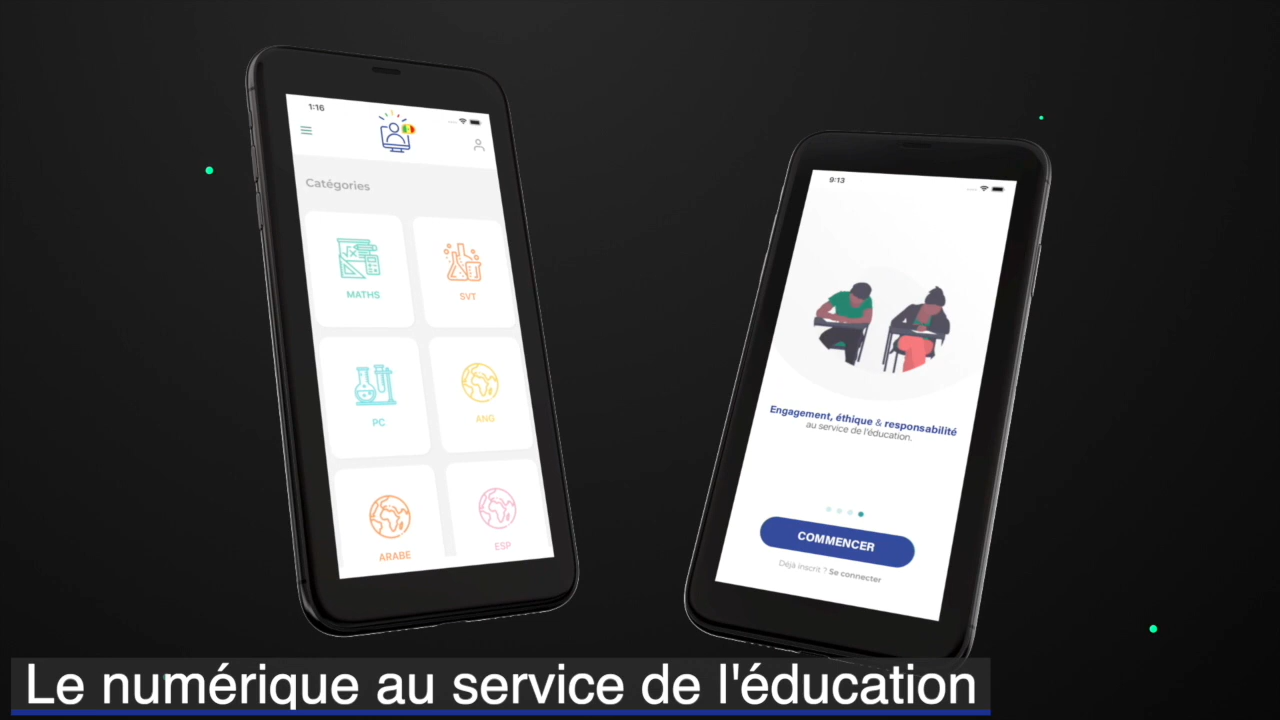 1:16
Catégories
MATHS
SVT
PC
ANG
ARABE
ESP
9:13
Engagement, éthique & responsabilité
au service de l'éducation.
COMMENCER
Déjà inscrit ? Se connecter
Le numérique au service de l'éducation